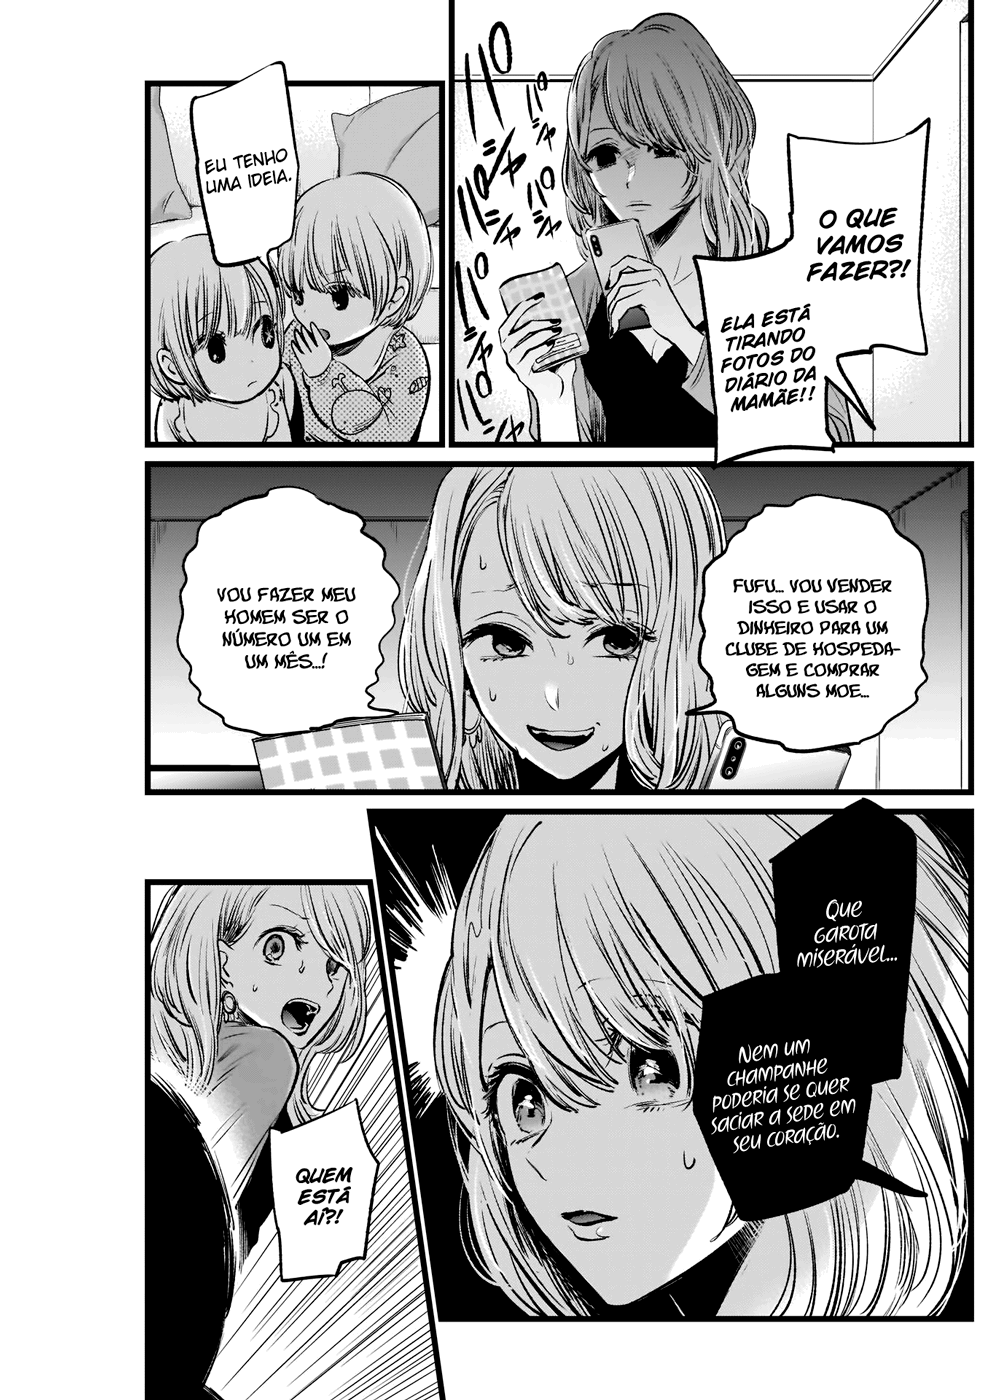 O QUE
VAMOS
FAZER?!
ELA ESTÁ
TIRANDO
FOTOS DO
DIÁRIO DA
MAMÃE!!
EU TENHO
UMA IDEIA.
FUFU... VOU VENDER
ISSO E USAR O
DINHEIRO PARA UM
CLUBE DE HOSPEDA-
GEM E COMPRAR
ALGUNS MOE...
VOU FAZER MEU
HOMEM SER O
NÚMERO UM EM
UM MÊS...!
QUE
GAROTA
MISERÁVEL...
NEM UM
CHAMPANHE
PODERIA SE QUER
SACIAR A SEDE EM
SEU CORAÇÃO.
QUEM
ESTÁ
AÍ?!